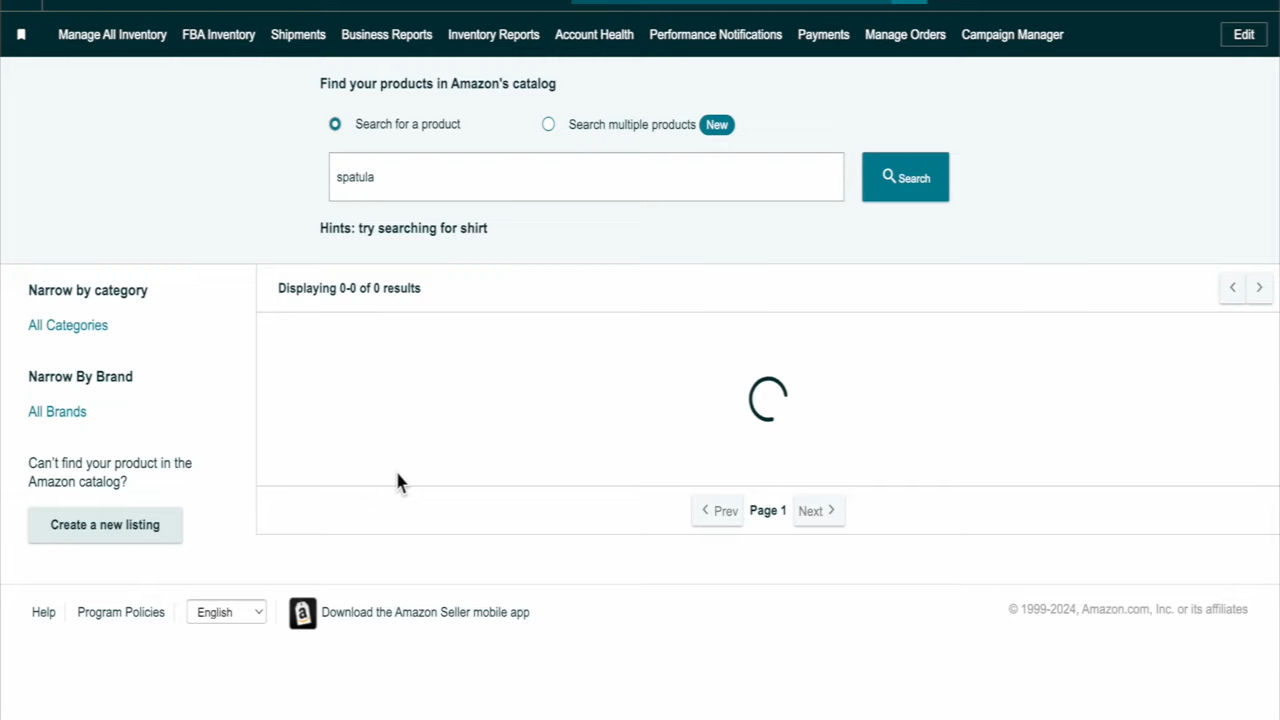 Manage All Inventory FBA Inventory Shipments Business Reports Inventory Reports Account Health Performance Notifications Payments Manage Orders Campaign Manager Edit
Find your products in Amazon's catalog
Search for a product Search multiple products New
spatula Search
Hints: try searching for shirt
Narrow by category
All Categories
Narrow By Brand
All Brands
Can't find your product in the
Amazon catalog?
Create a new listing
Displaying 0-0 of 0 results
Prev Page 1 Next
Help Program Policies English a Download the Amazon Seller mobile app © 1999-2024, Amazon.com, Inc. or its affiliates